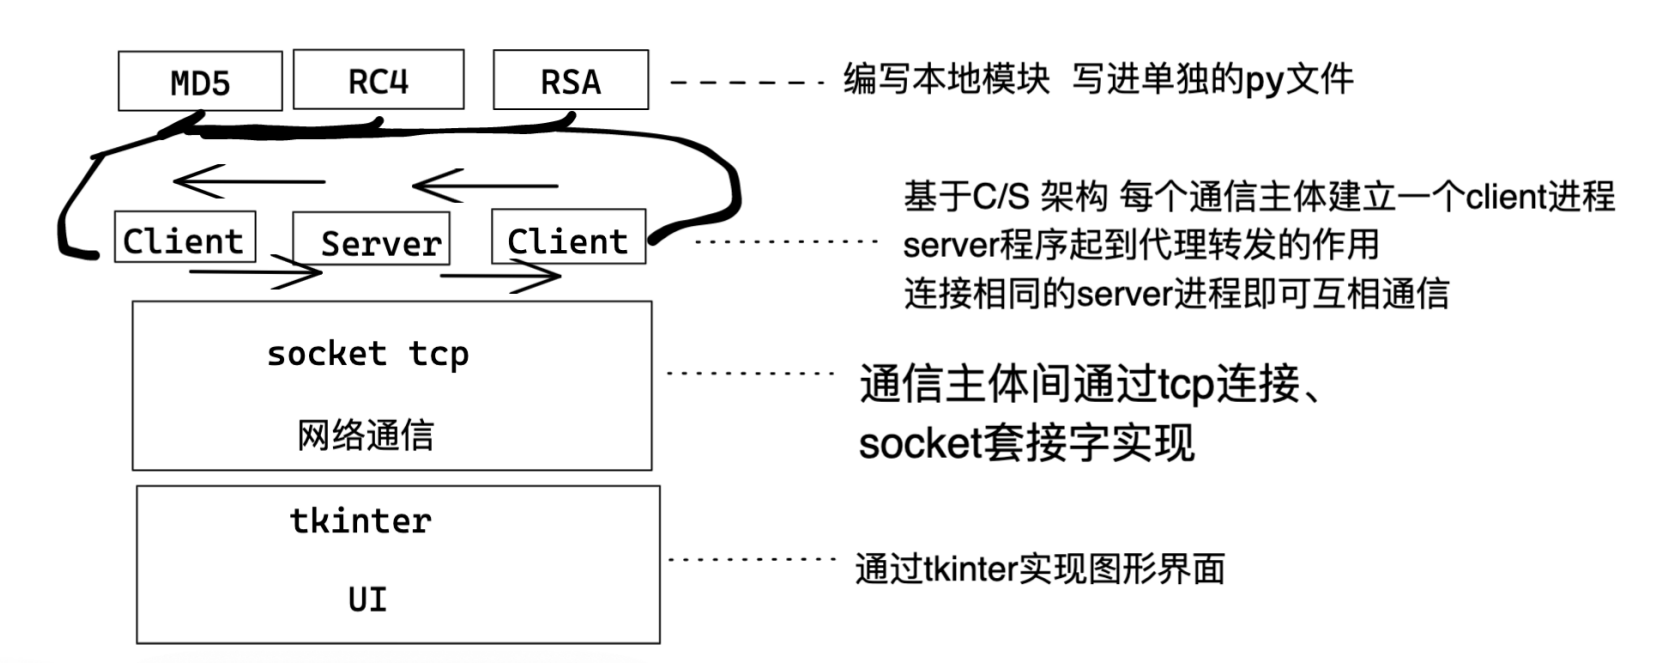 MD5 RC4 RSA 编写本地模块 写进单独的py文件
基于C/S 架构 每个通信主体建立一个client进程
Client Server Client server程序起到代理转发的作用
连接相同的server进程即可互相通信
socket tcp
通信主体间通过tcp连接、
网络通信
socket套接字实现
tkinter
通过tkinter实现图形界面
UI